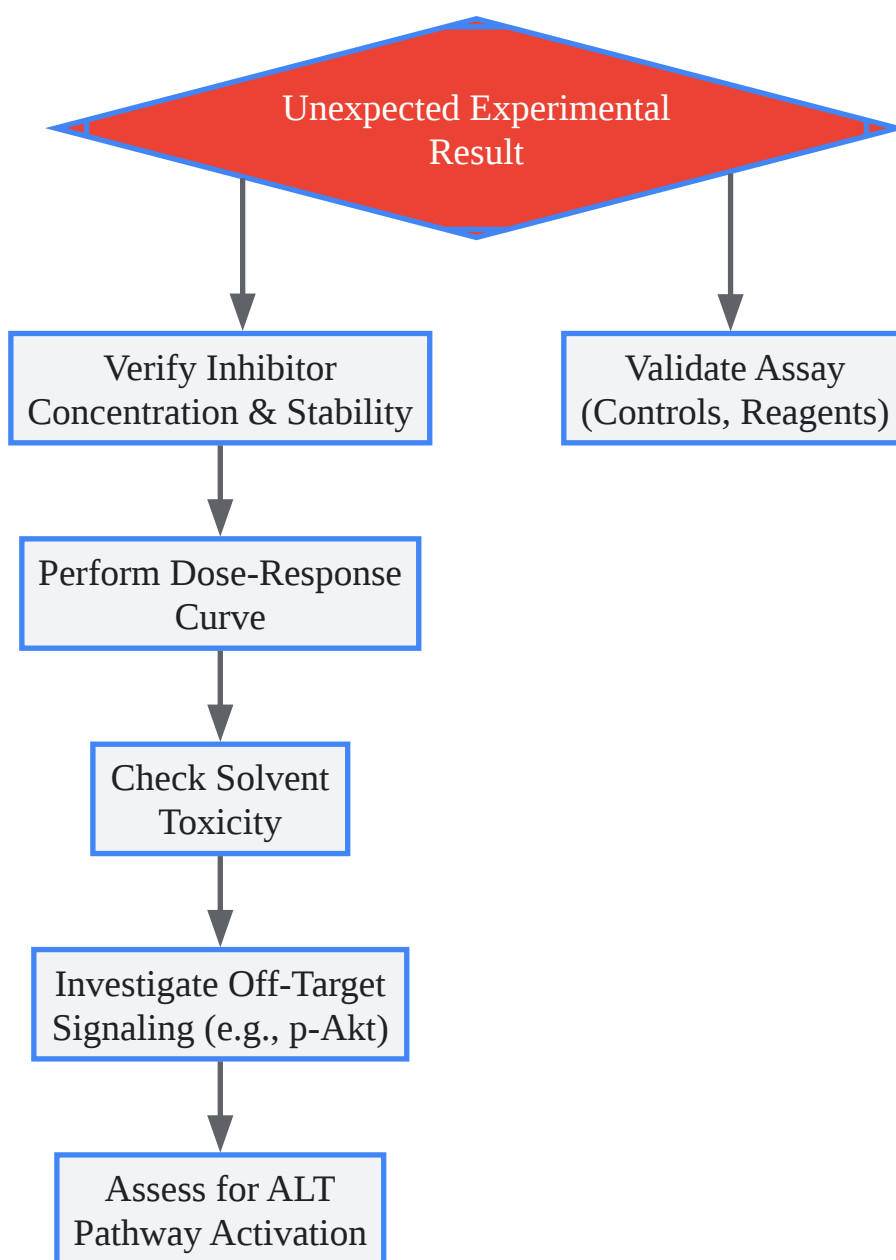 Unexpected Experimental
Result
Verify Inhibitor
Concentration & Stability
Validate Assay
(Controls, Reagents)
Perform Dose-Response
Curve
Check Solvent
Toxicity
Investigate Off-Target
Signaling (e.g., p-Akt)
Assess for ALT
Pathway Activation